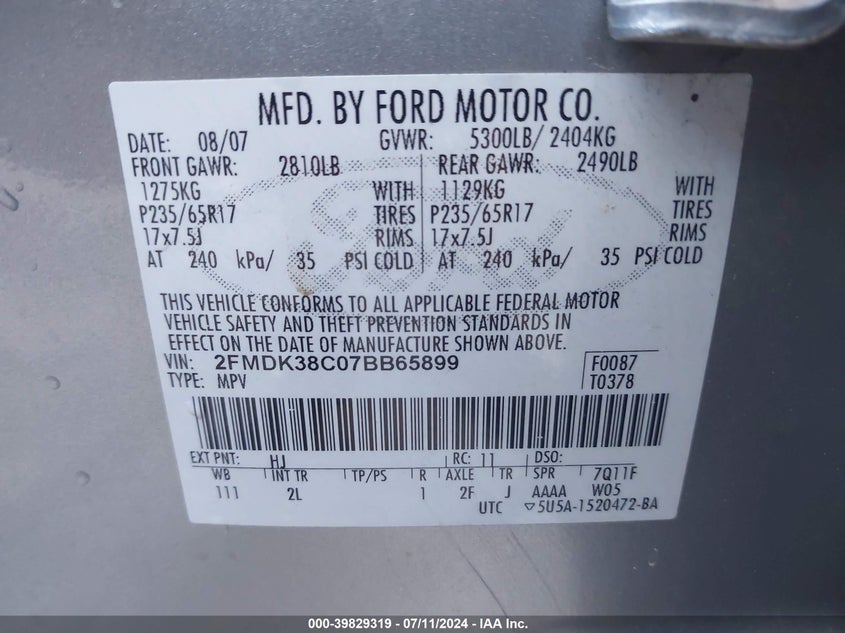 MFD. BY FORD MOTOR CO.
DATE: 08/07 GVWR: 5300LB/ 2404KG
FRONT GAWR: 2810LB REAR GAWR: 2490LB
1275KG WITH 1129KG WITH
P235/65R17 TIRES P235/65R17 TIRES
17x7.5J RIMS 17x7.5J RIMS
AT 240 kPa/ 35 PSI COLD AT 240 kPa/ 35 PSI COLD
THIS VEHICLE CONFORMS TO ALL APPLICABLE FEDERAL MOTOR
VEHICLE SAFETY AND THEFT PREVENTION STANDARDS IN
EFFECT ON THE DATE OF MANUFACTURE SHOWN ABOVE.
VIN: 2FMDK38C07BB65899 F0087
TYPE: MPV T0378
EXT PNT: HJ RC: 11 DSO:
WB INT TR TP/PS R AXLE TR SPR 7Q11F
111 2L 1 2F J AAAA W05
UTC ▽5U5A-1520472-BA
000-39829319 - 07/11/2024 - IAA Inc.